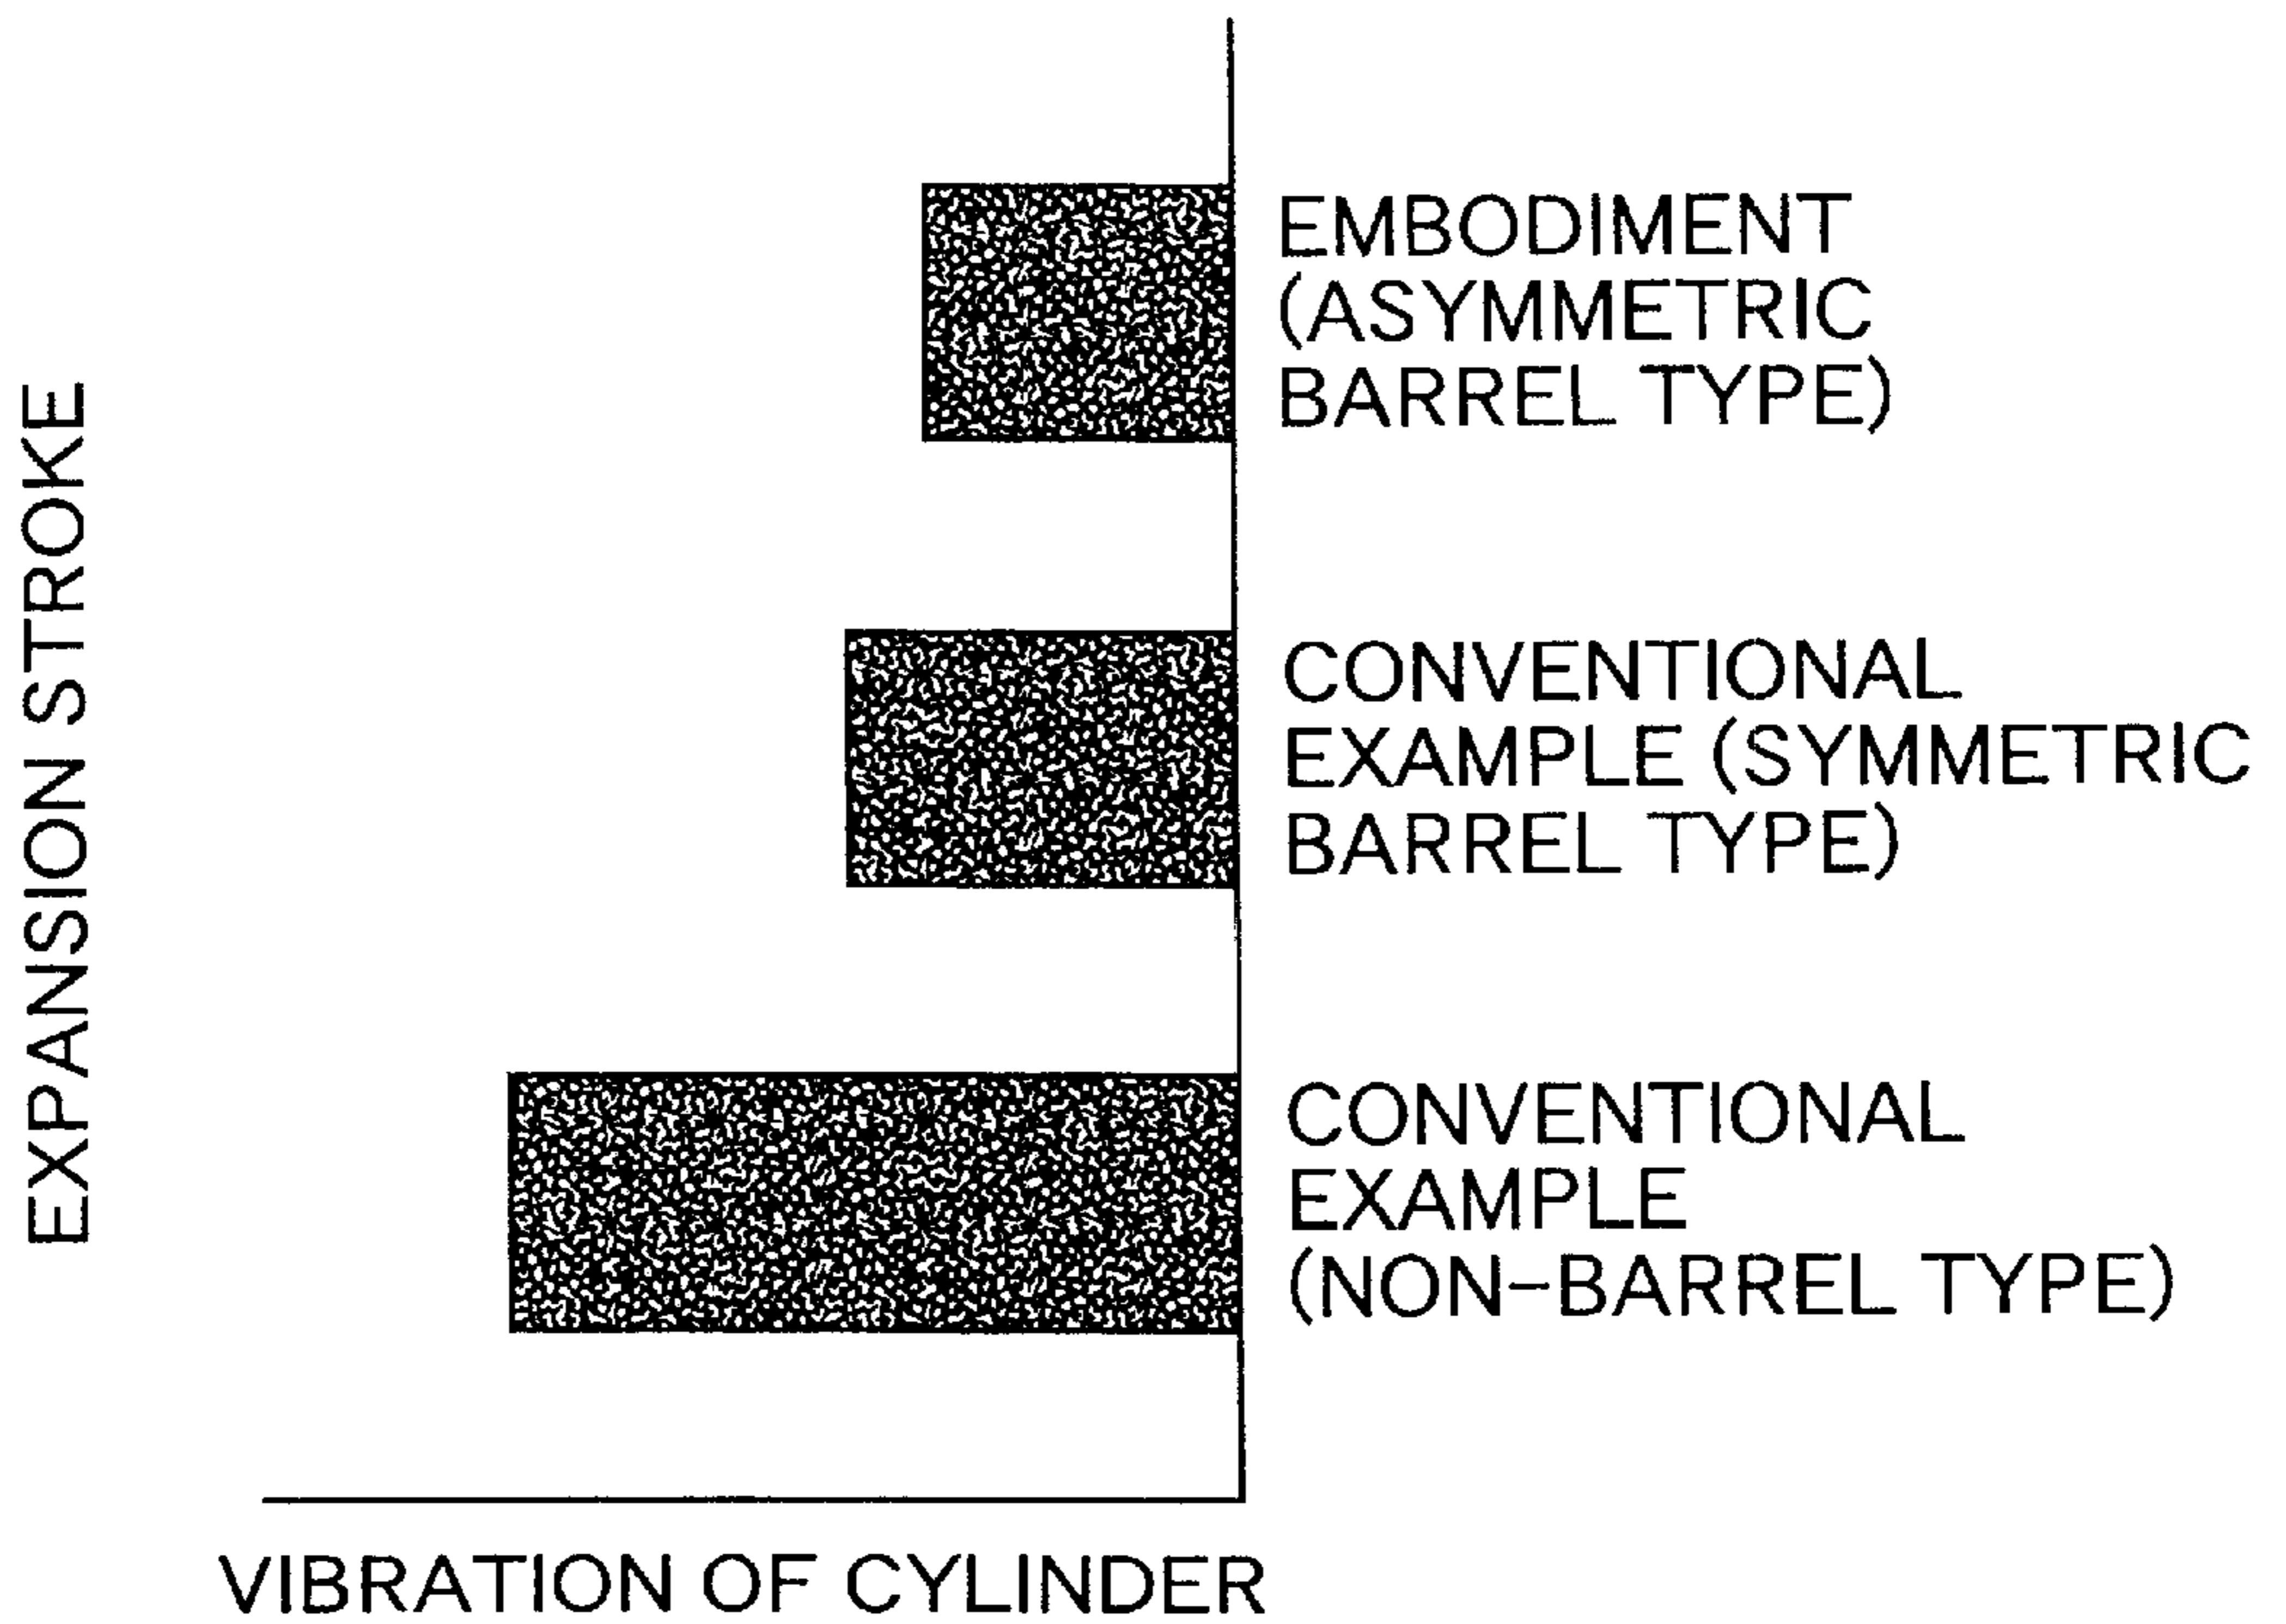 EXPANSION STROKE
EMBODIMENT
(ASYMMETRIC
BARREL TYPE)
CONVENTIONAL
EXAMPLE (SYMMETRIC
BARREL TYPE)
CONVENTIONAL
EXAMPLE
(NON-BARREL TYPE)
VIBRATION OF CYLINDER